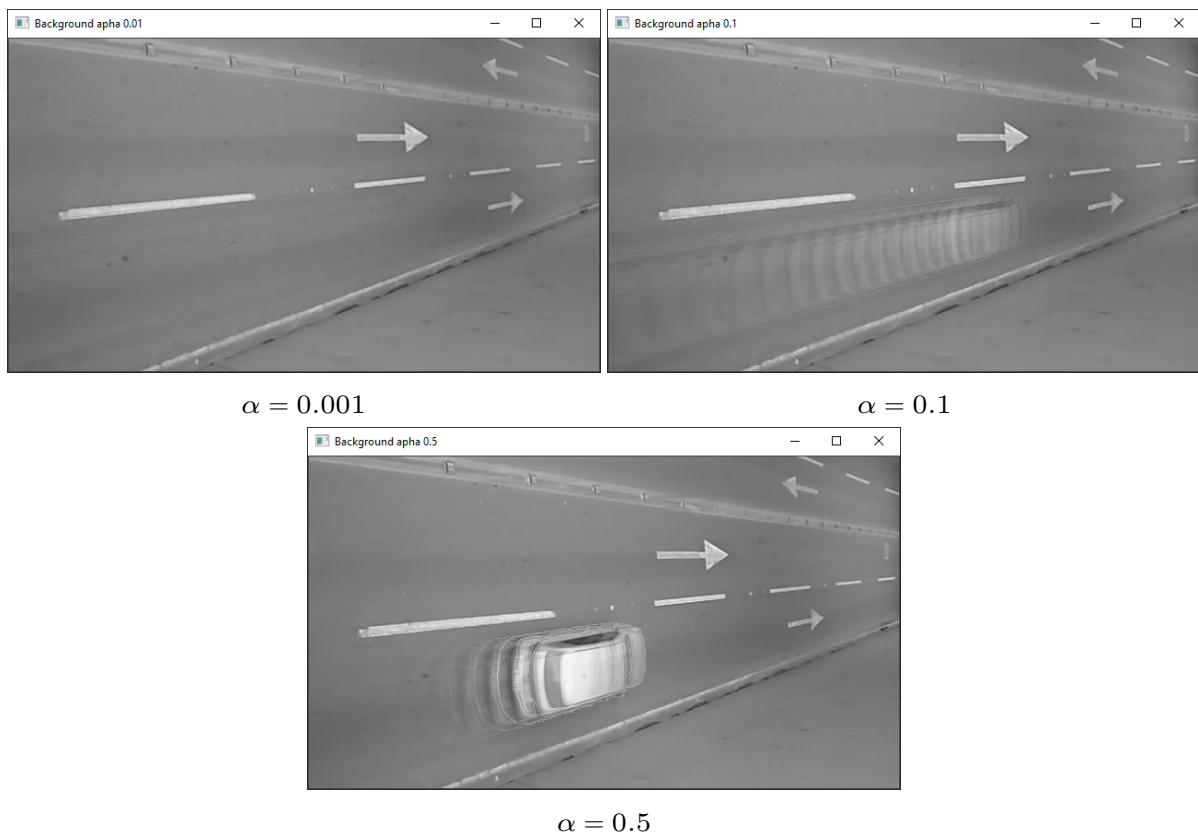 Background apha 0.01
Background apha 0.1
α = 0.001
α = 0.1
Background apha 0.5
α = 0.5